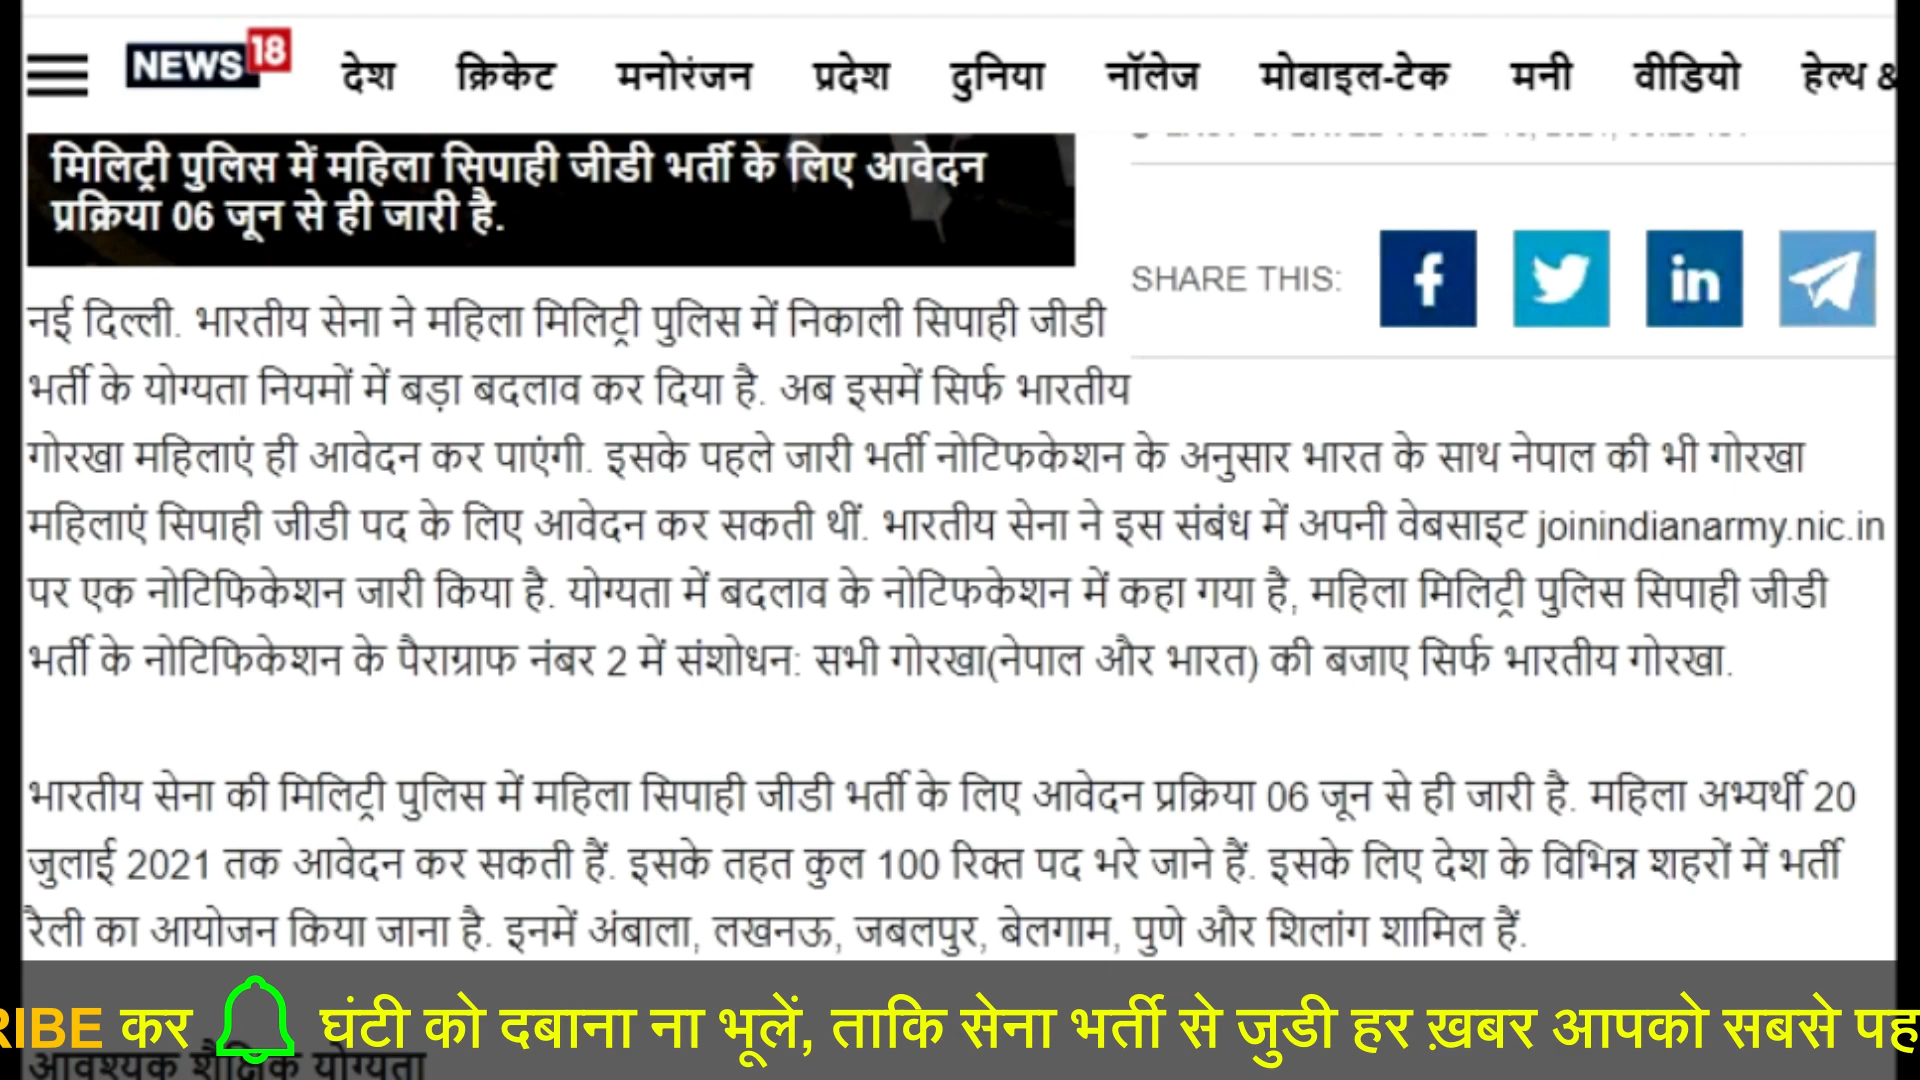 NEWS 18 देश क्रिकेट मनोरंजन प्रदेश दुनिया नॉलेज मोबाइल-टेक मनी वीडियो हेल्थ &
मिलिट्री पुलिस में महिला सिपाही जीडी भर्ती के लिए आवेदन
प्रक्रिया 06 जून से ही जारी है.
SHARE THIS:
नई दिल्ली. भारतीय सेना ने महिला मिलिट्री पुलिस में निकाली सिपाही जीडी
भर्ती के योग्यता नियमों में बड़ा बदलाव कर दिया है. अब इसमें सिर्फ भारतीय
गोरखा महिलाएं ही आवेदन कर पाएंगी. इसके पहले जारी भर्ती नोटिफकेशन के अनुसार भारत के साथ नेपाल की भी गोरखा
महिलाएं सिपाही जीडी पद के लिए आवेदन कर सकती थीं. भारतीय सेना ने इस संबंध में अपनी वेबसाइट joinindianarmy.nic.in
पर एक नोटिफिकेशन जारी किया है. योग्यता में बदलाव के नोटिफकेशन में कहा गया है, महिला मिलिट्री पुलिस सिपाही जीडी
भर्ती के नोटिफिकेशन के पैराग्राफ नंबर 2 में संशोधन: सभी गोरखा(नेपाल और भारत) की बजाए सिर्फ भारतीय गोरखा.
भारतीय सेना की मिलिट्री पुलिस में महिला सिपाही जीडी भर्ती के लिए आवेदन प्रक्रिया 06 जून से ही जारी है. महिला अभ्यर्थी 20
जुलाई 2021 तक आवेदन कर सकती हैं. इसके तहत कुल 100 रिक्त पद भरे जाने हैं. इसके लिए देश के विभिन्न शहरों में भर्ती
रैली का आयोजन किया जाना है. इनमें अंबाला, लखनऊ, जबलपुर, बेलगाम, पुणे और शिलांग शामिल हैं.
RIBE कर घंटी को दबाना ना भूलें, ताकि सेना भर्ती से जुडी हर ख़बर आपको सबसे पह
आवश्यक शैक्षिक योग्यता